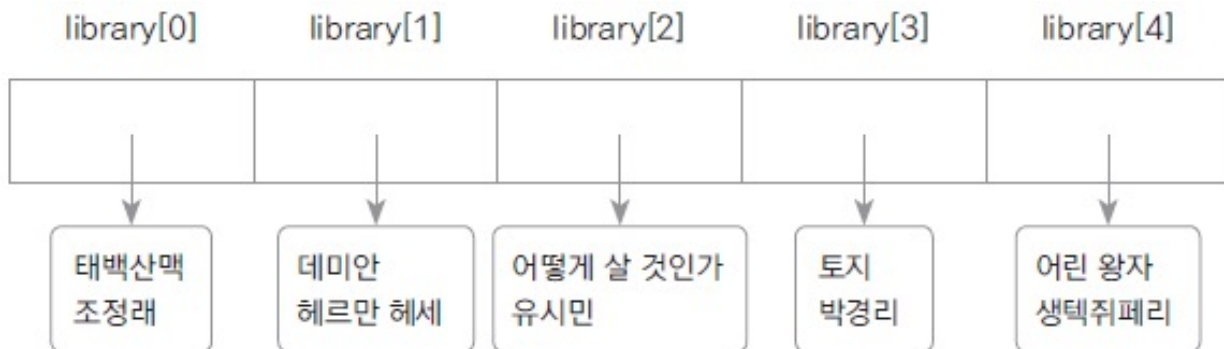 library[0] library[1] library[2] library[3] library[4]
태백산맥
조정래
데미안
헤르만 헤세
어떻게 살 것인가
유시민
토지
박경리
어린 왕자
생텍쥐페리